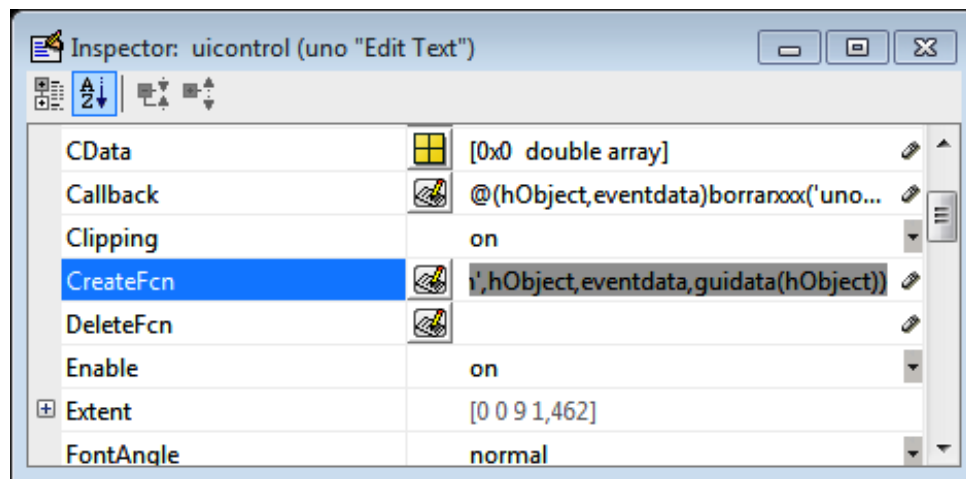 Inspector: uicontrol (uno "Edit Text")
CData [0x0 double array]
Callback @(hObject,eventdata)borrarxxx('uno...
Clipping on
CreateFcn ı',hObject,eventdata,guidata(hObject))
DeleteFcn
Enable on
Extent [0 0 9 1,462]
FontAngle normal